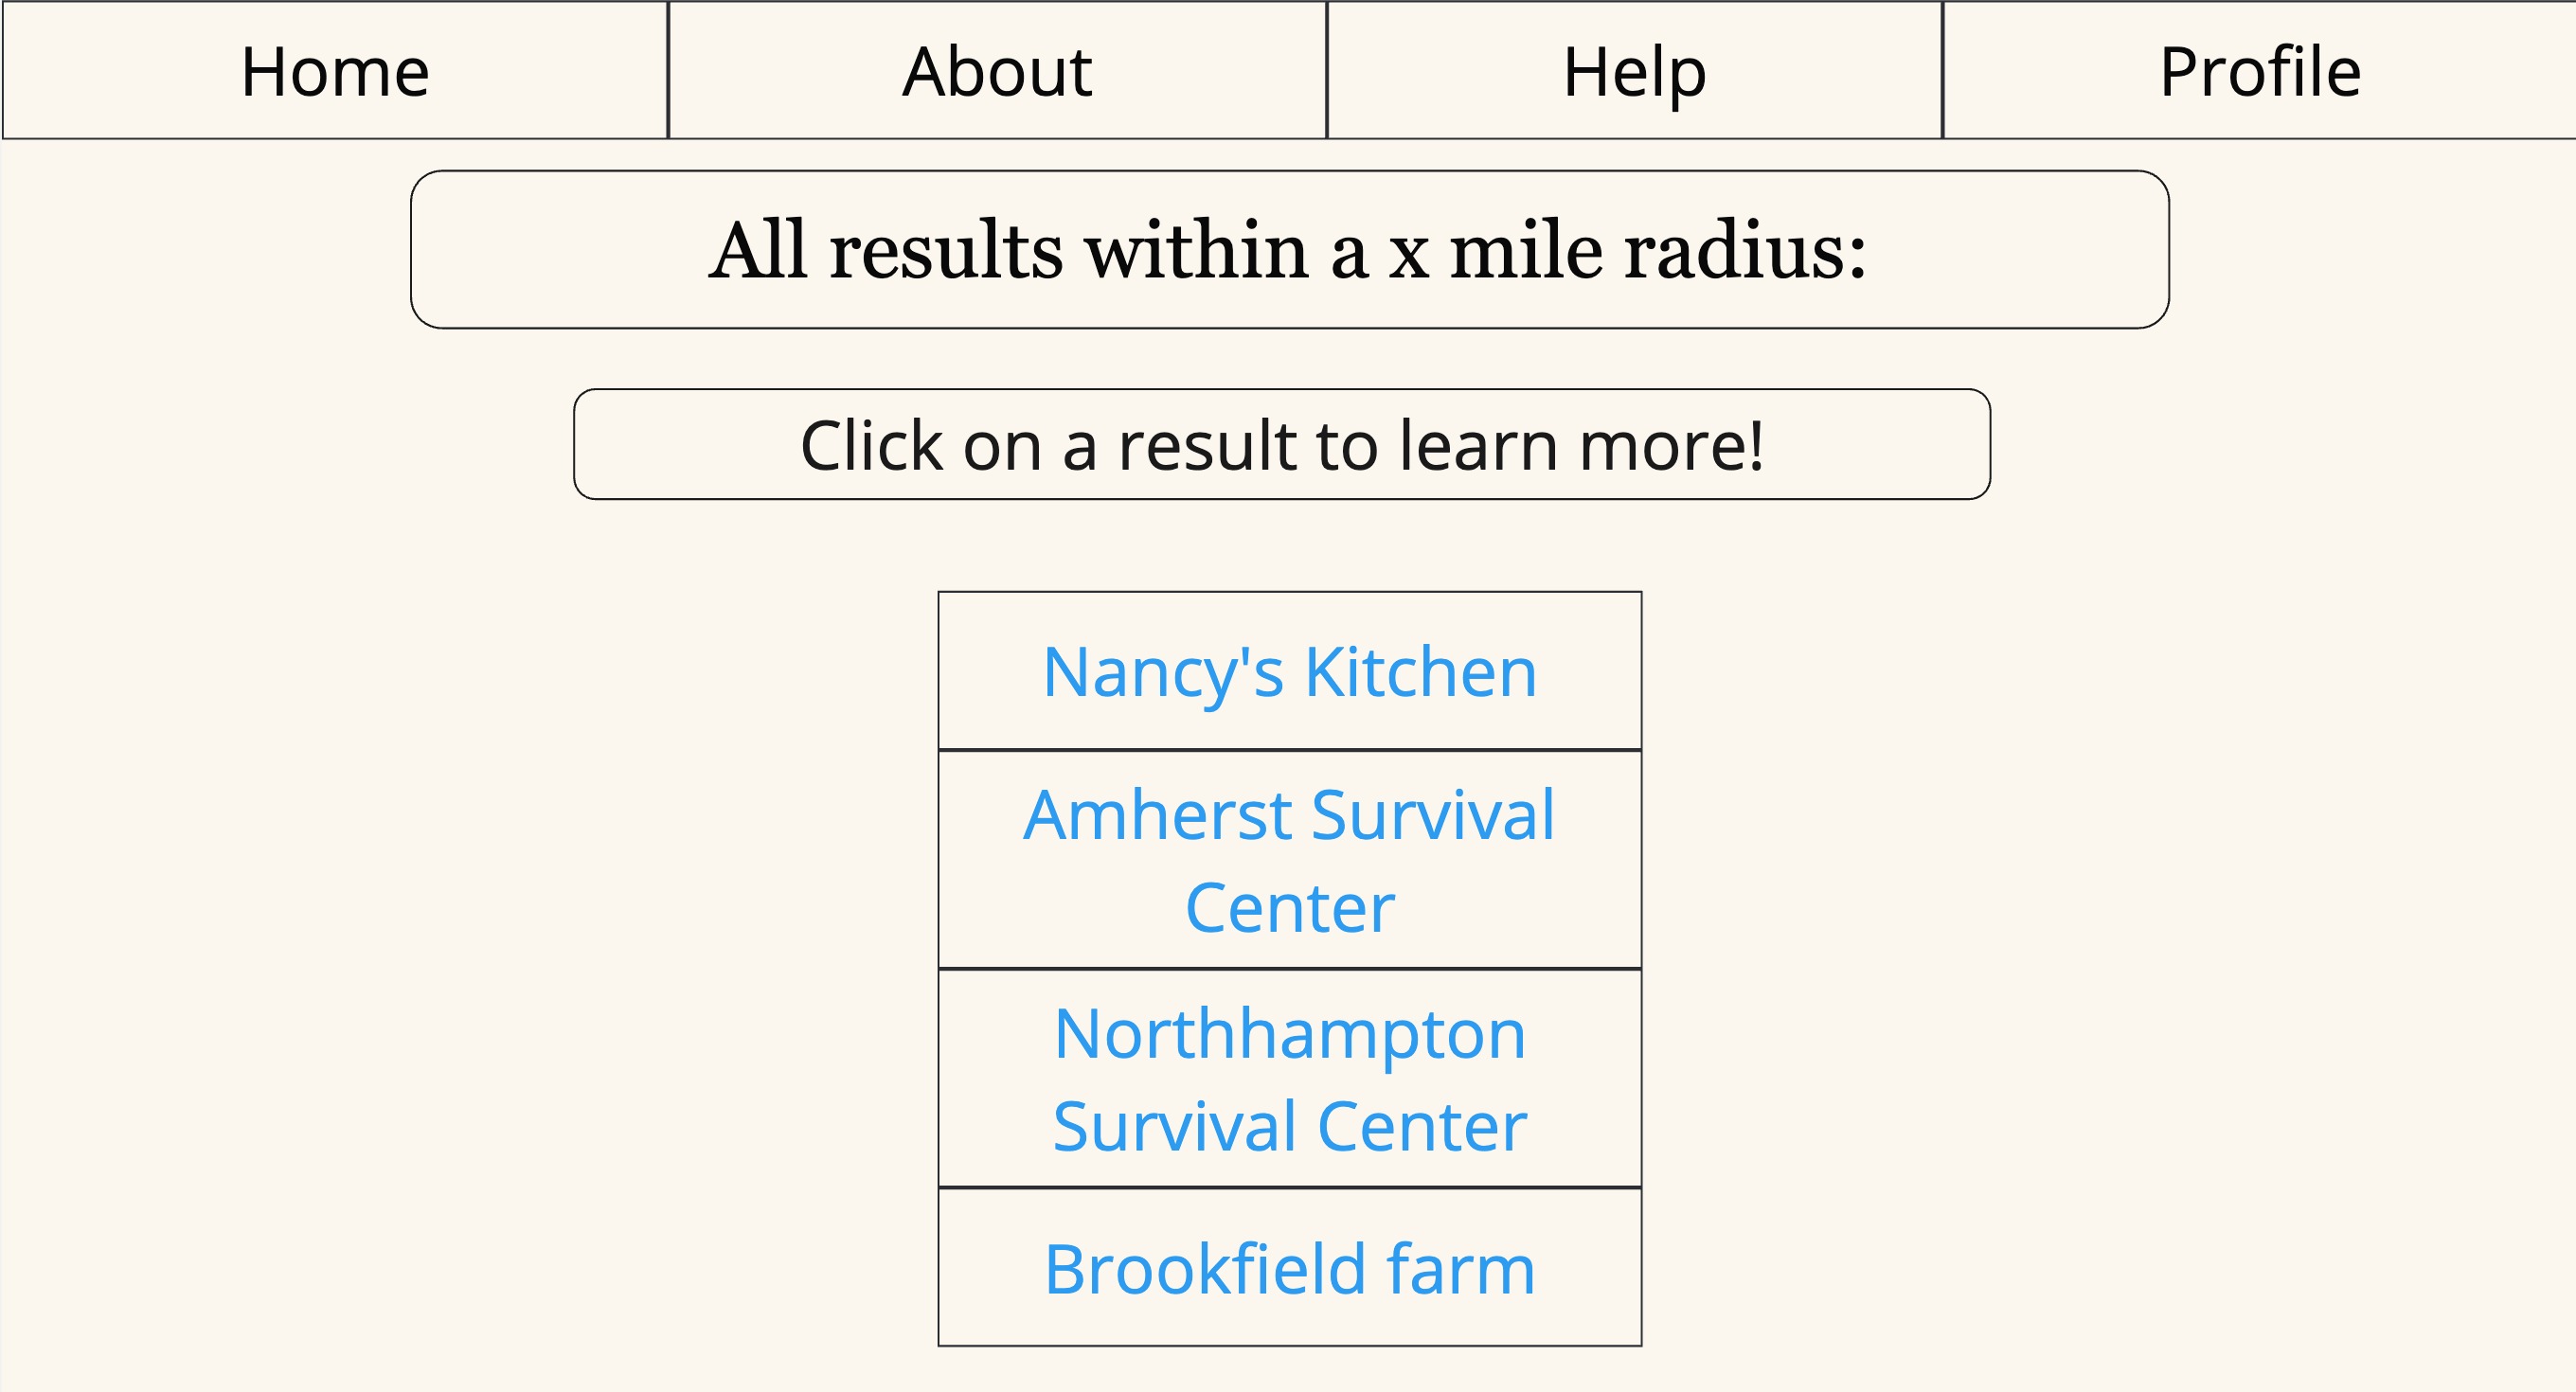 Home About Help Profile
All results within a x mile radius:
Click on a result to learn more!
Nancy's Kitchen
Amherst Survival
Center
Northhampton
Survival Center
Brookfield farm